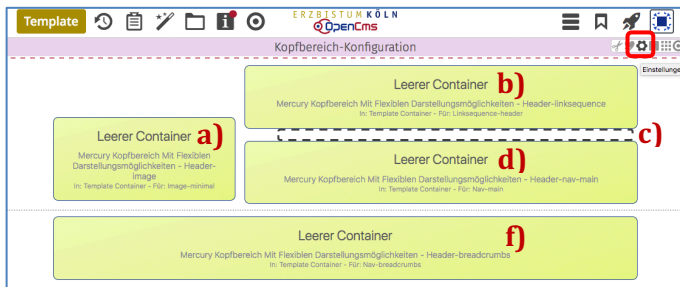 Template
ERZBISTUM KÖLN
OpenCms
Kopfbereich-Konfiguration
Einstellunge
Leerer Container b)
Mercury Kopfbereich Mit Flexiblen Darstellungsmöglichkeiten - Header-linksequence
In: Template Container - Für: Linksequence-header
c)
Leerer Container a)
Mercury Kopfbereich Mit Flexiblen
Darstellungsmöglichkeiten - Header-
image
In: Template Container - Für: Image-minimal
Leerer Container d)
Mercury Kopfbereich Mit Flexiblen Darstellungsmöglichkeiten - Header-nav-main
In: Template Container - Für: Nav-main
Leerer Container f)
Mercury Kopfbereich Mit Flexiblen Darstellungsmöglichkeiten - Header-breadcrumbs
In: Template Container - Für: Nav-breadcrumbs